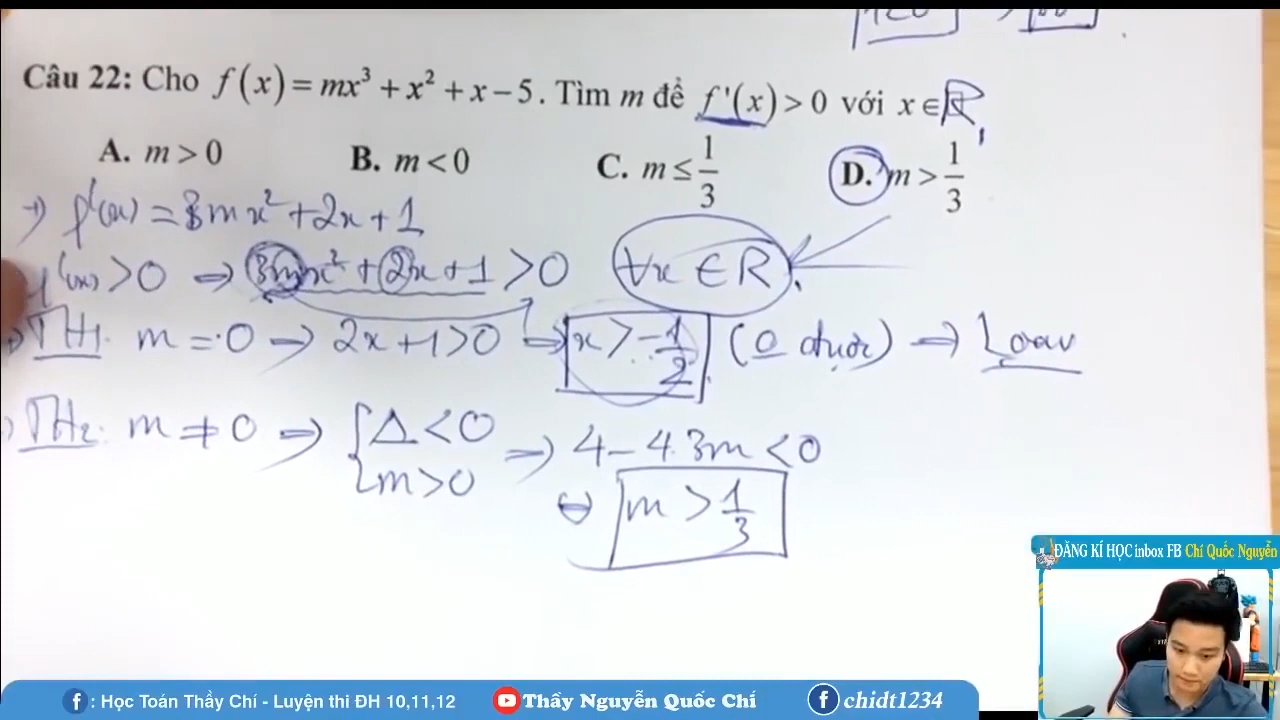 Câu 22: Cho f(x) = mx³ + x² + x − 5. Tìm m để f'(x) > 0 với x ∈ ℝ
A. m > 0 B. m < 0 C. m ≤ 1/3 D. m > 1/3
→ f'(x) = 3mx² + 2x + 1
f'(x) > 0 → 3mx² + 2x + 1 > 0 ∀x ∈ R.
TH1. m = 0 → 2x + 1 > 0 → x > -1/2 (0 được) → Loại
TH2. m ≠ 0 → { Δ < 0 → 4 − 4.3m < 0
m > 0
⇔ m > 1/3
ĐĂNG KÍ HỌC inbox FB Chí Quốc Nguyễn
f : Học Toán Thầy Chí - Luyện thi ĐH 10,11,12 Thầy Nguyễn Quốc Chí f chidt1234